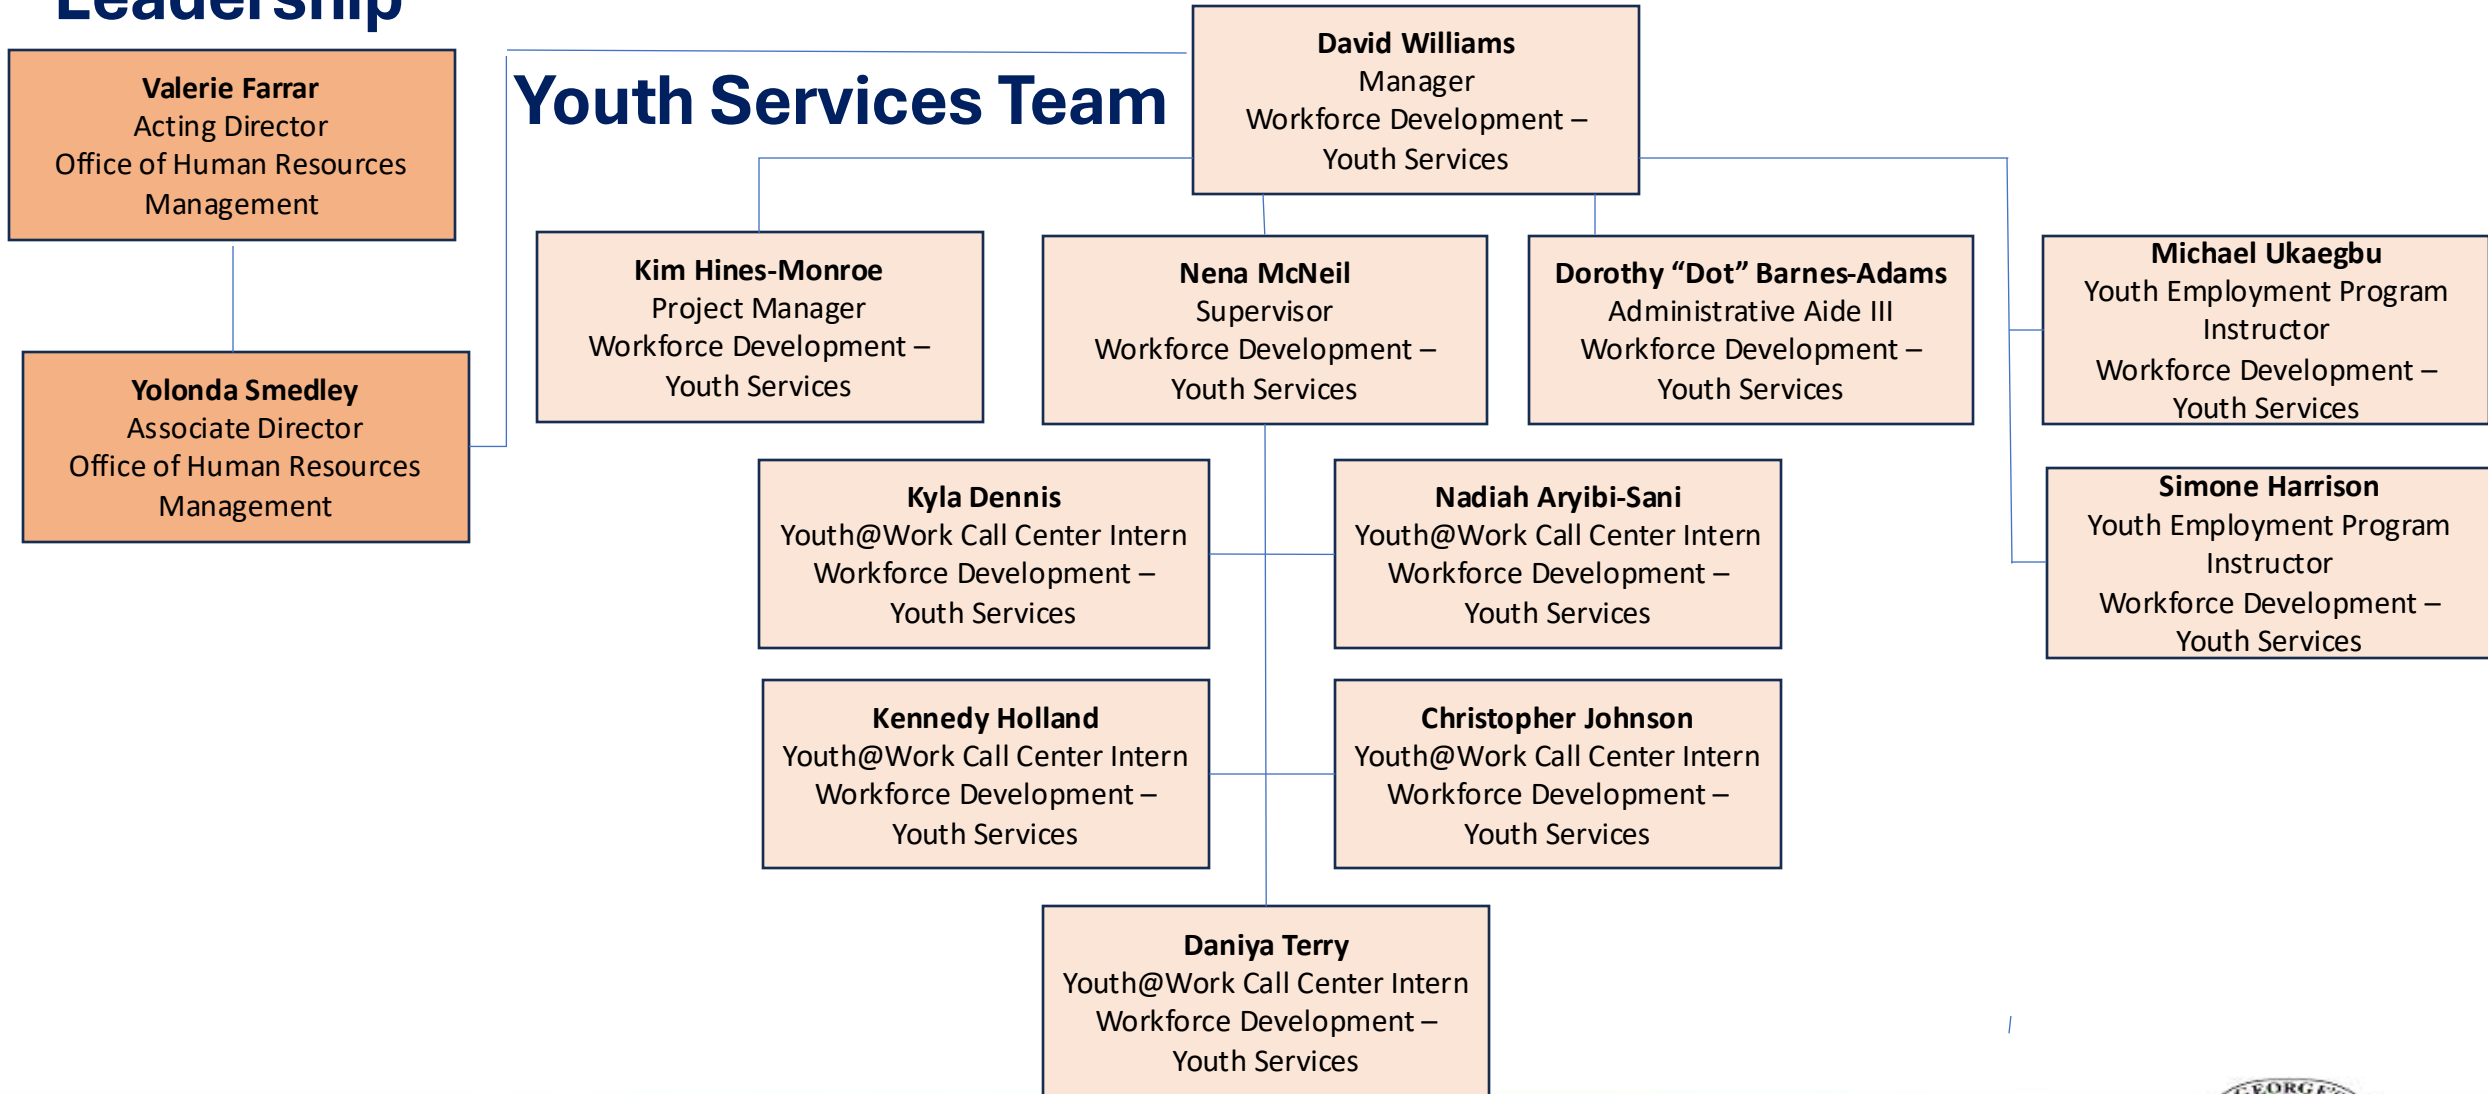 Leadership
Valerie Farrar
Acting Director
Office of Human Resources
Management
Yolonda Smedley
Associate Director
Office of Human Resources
Management
Youth Services Team
David Williams
Manager
Workforce Development –
Youth Services
Kim Hines-Monroe
Project Manager
Workforce Development –
Youth Services
Nena McNeil
Supervisor
Workforce Development –
Youth Services
Dorothy “Dot” Barnes-Adams
Administrative Aide III
Workforce Development –
Youth Services
Michael Ukaegbu
Youth Employment Program
Instructor
Workforce Development –
Youth Services
Simone Harrison
Youth Employment Program
Instructor
Workforce Development –
Youth Services
Kyla Dennis
Youth@Work Call Center Intern
Workforce Development –
Youth Services
Nadiah Aryibi-Sani
Youth@Work Call Center Intern
Workforce Development –
Youth Services
Kennedy Holland
Youth@Work Call Center Intern
Workforce Development –
Youth Services
Christopher Johnson
Youth@Work Call Center Intern
Workforce Development –
Youth Services
Daniya Terry
Youth@Work Call Center Intern
Workforce Development –
Youth Services